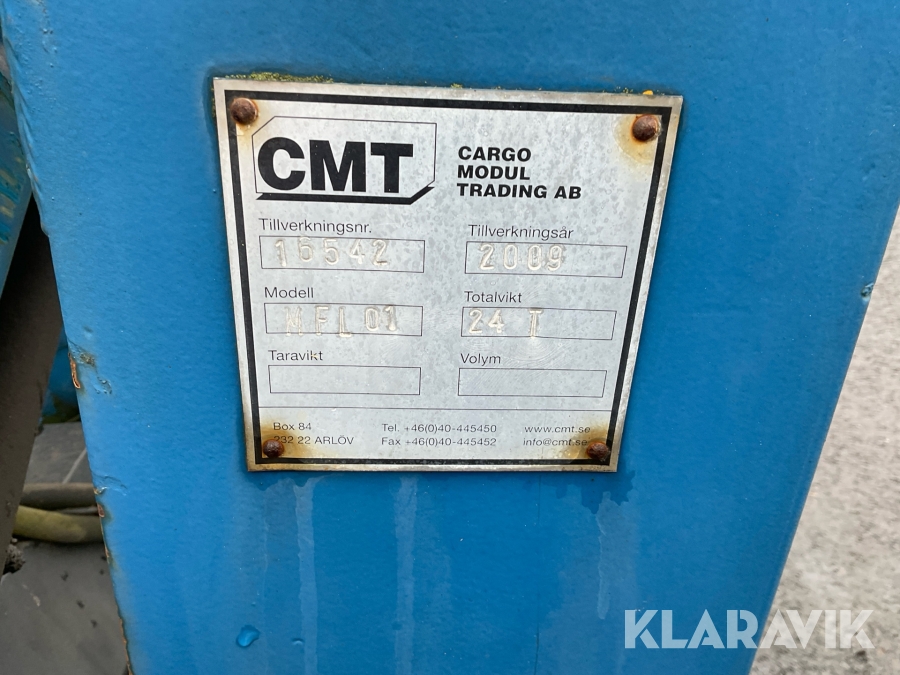 CMT
CARGO
MODUL
TRADING AB
Tillverkningsnr.
Tillverkningsår
2009
Modell
Totalvikt
MFL01
24 T
Taravikt
Volym
Box 84
Tel. +46(0)40-445450
www.cmt.se
232 22 ARLÖV
Fax +46(0)40-445452
info@cmt.se
KLARAVIK